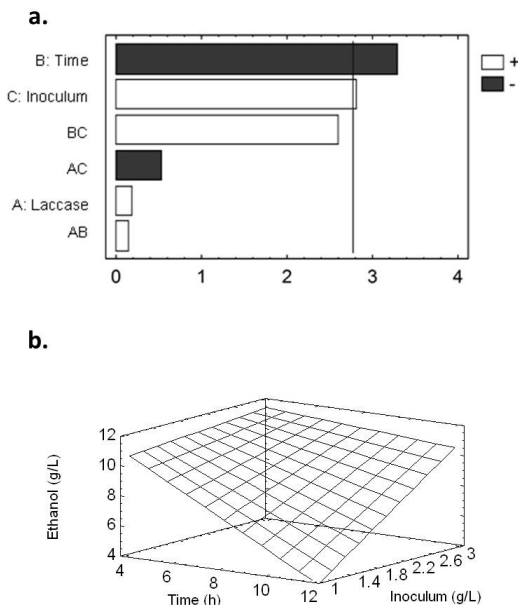 a.
B: Time
C: Inoculum
BC
AC
A: Laccase
AB
+
-
0 1 2 3 4
b.
Ethanol (g/L)
12
10
8
6
4
4 6 8 10 12
Time (h)
1 1.4 1.8 2.2 2.6 3
Inoculum (g/L)